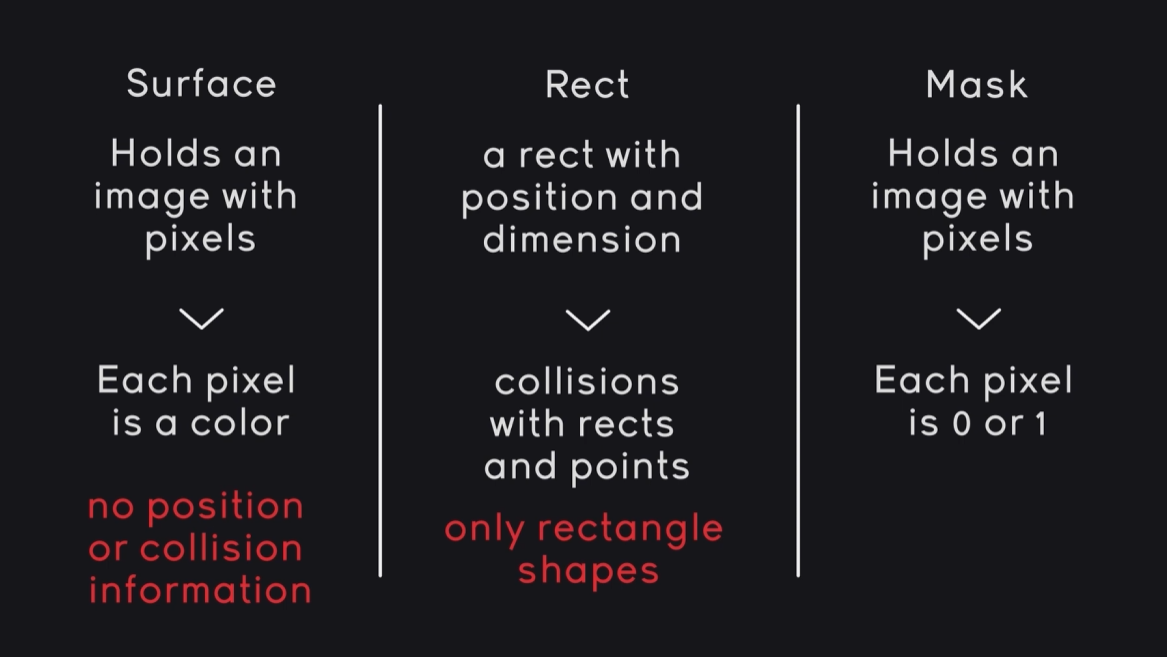 Surface
Holds an
image with
pixels
Each pixel
is a color
no position
or collision
information
Rect
a rect with
position and
dimension
collisions
with rects
and points
only rectangle
shapes
Mask
Holds an
image with
pixels
Each pixel
is 0 or 1